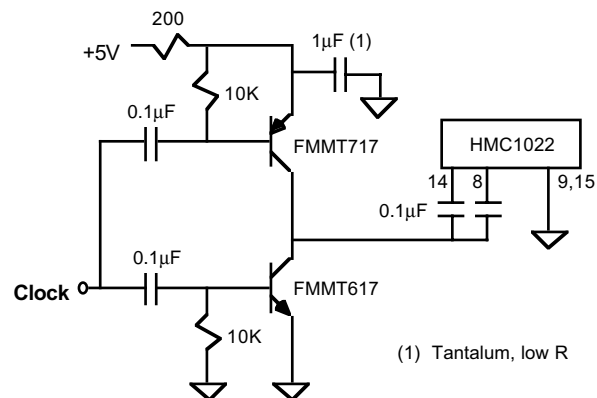 200
+5V
1µF (1)
10K
0.1µF
FMMT717
HMC1022
14
8
9,15
0.1µF
0.1µF
Clock
FMMT617
10K
(1) Tantalum, low R